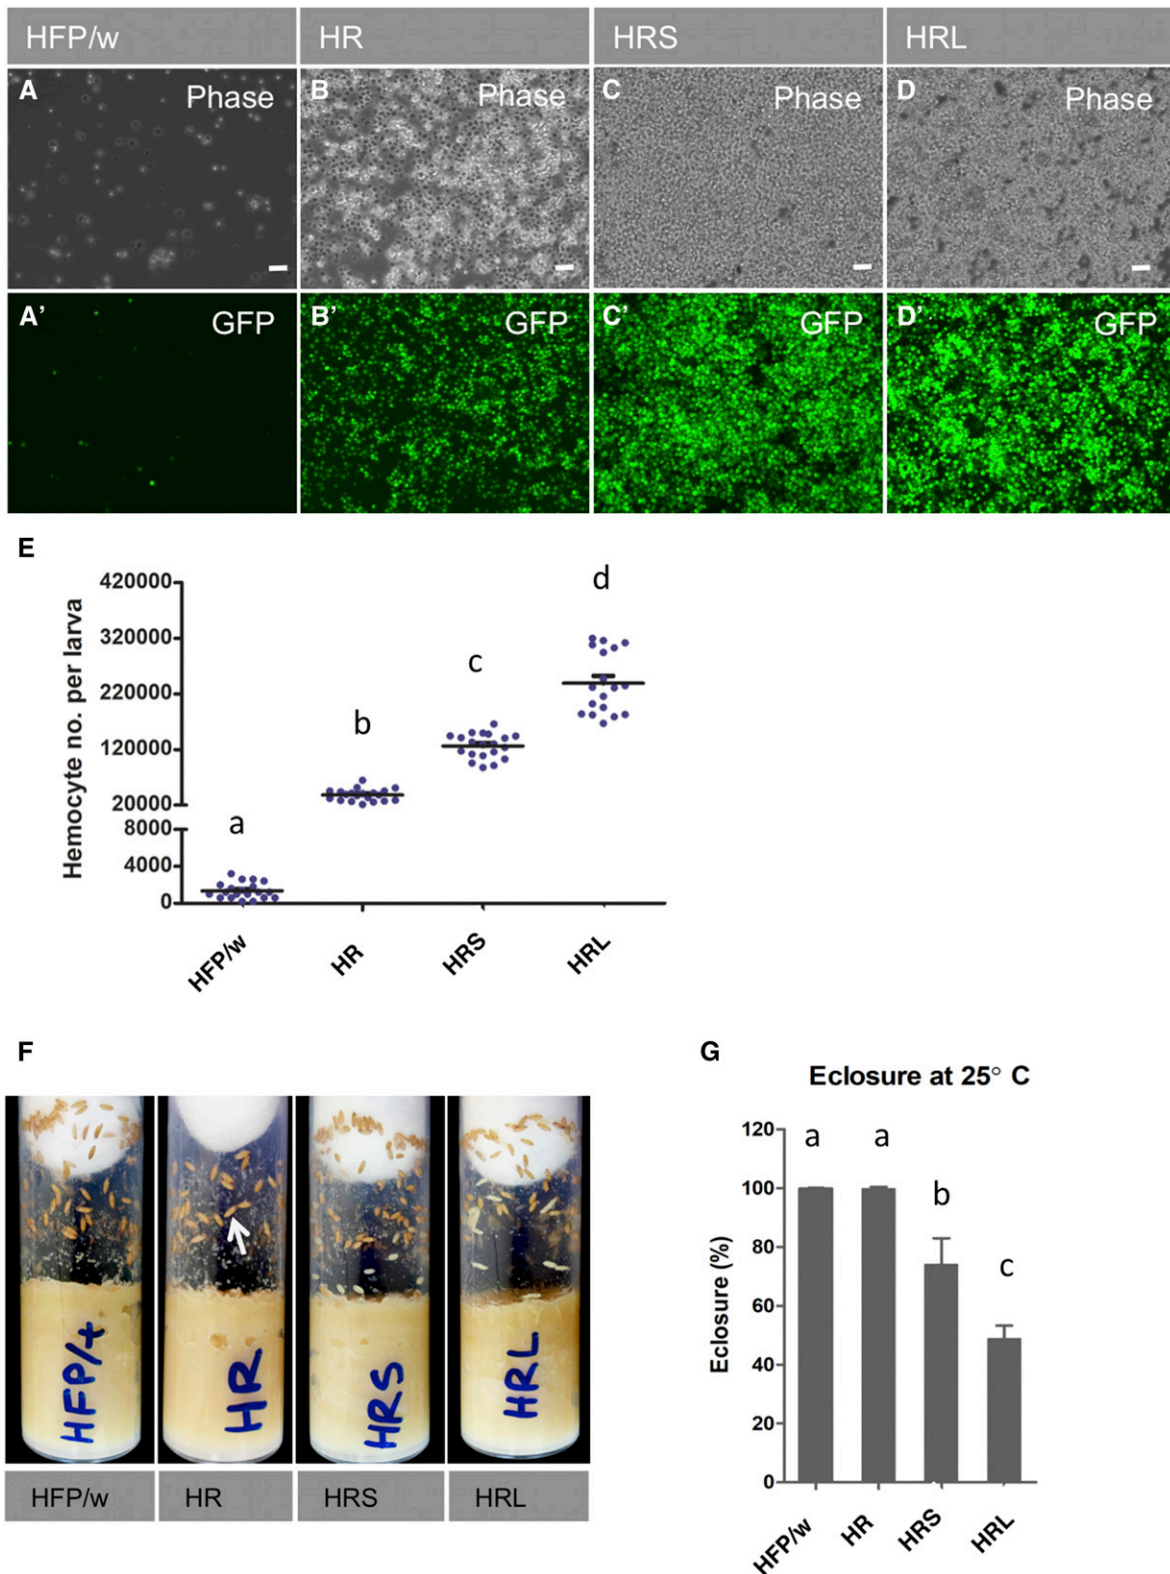 HFP/w HR HRS HRL
A Phase B Phase C Phase D Phase
A' GFP B' GFP C' GFP D' GFP
E
Hemocyte no. per larva
420000
320000
220000
120000
20000
8000
4000
0
a b c d
HFP/w HR HRS HRL
F
HFP/+ HR HRS HRL
HFP/w HR HRS HRL
G
Eclosure at 25° C
Eclosure (%)
120
100
80
60
40
20
0
a a b c
HFP/w HR HRS HRL